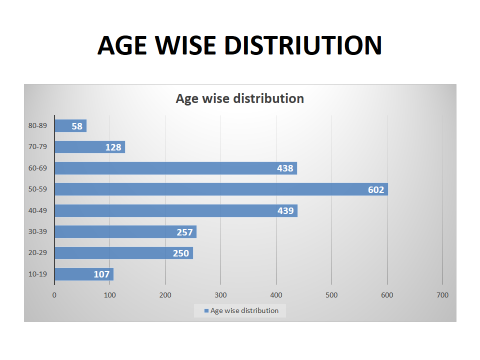 AGE WISE DISTRIUTION
Age wise distribution
80-89 58
70-79 128
60-69 438
50-59 602
40-49 439
30-39 257
20-29 250
10-19 107
0 100 200 300 400 500 600 700
Age wise distribution